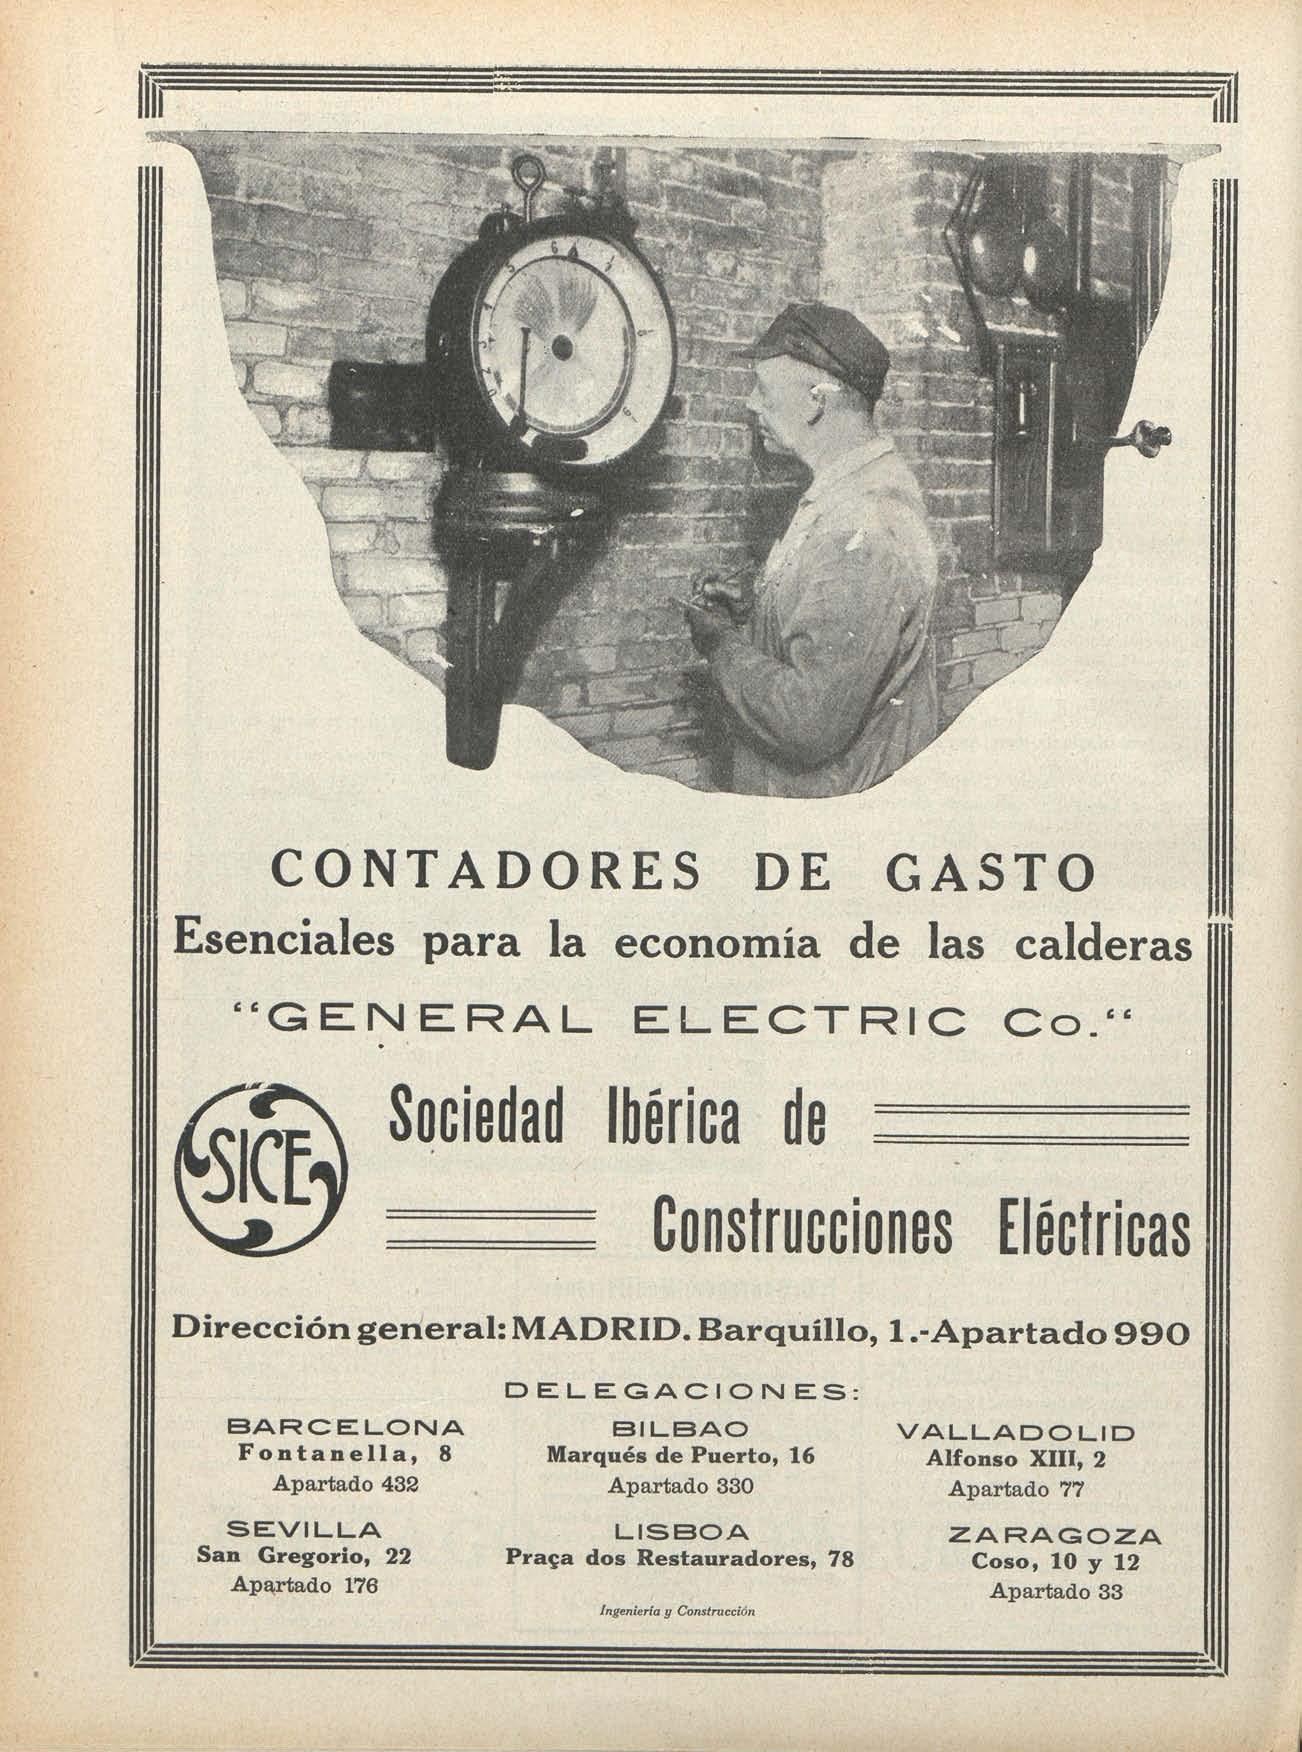 CONTADORES DE GASTO
Esenciales para la economía de las calderas
“GENERAL ELECTRIC Co.“
SICE
Sociedad Ibérica de
Construcciones Eléctricas
Dirección general: MADRID. Barquillo, 1.-Apartado 990
DELEGACIONES:
BARCELONA
Fontanella, 8
Apartado 432
BILBAO
Marqués de Puerto, 16
Apartado 330
VALLADOLID
Alfonso XIII, 2
Apartado 77
SEVILLA
San Gregorio, 22
Apartado 176
LISBOA
Praça dos Restauradores, 78
ZARAGOZA
Coso, 10 y 12
Apartado 33
Ingeniería y Construcción